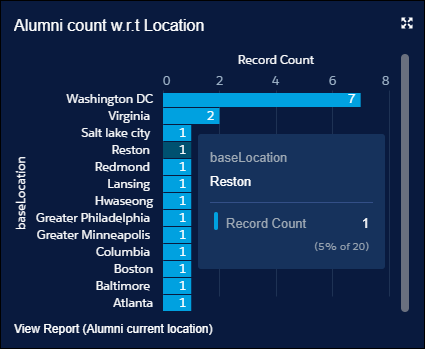 Alumni count w.r.t Location
Record Count
0 2 4 6 8
baseLocation
Washington DC 7
Virginia 2
Salt lake city 1
Reston 1
Redmond 1
Lansing 1
Hwaseong 1
Greater Philadelphia 1
Greater Minneapolis 1
Columbia 1
Boston 1
Baltimore 1
Atlanta 1
baseLocation
Reston
Record Count 1
(5% of 20)
View Report (Alumni current location)